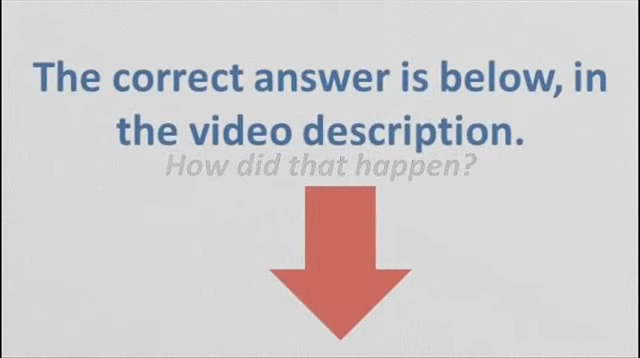 The correct answer is below, in
the video description.
How did that happen?